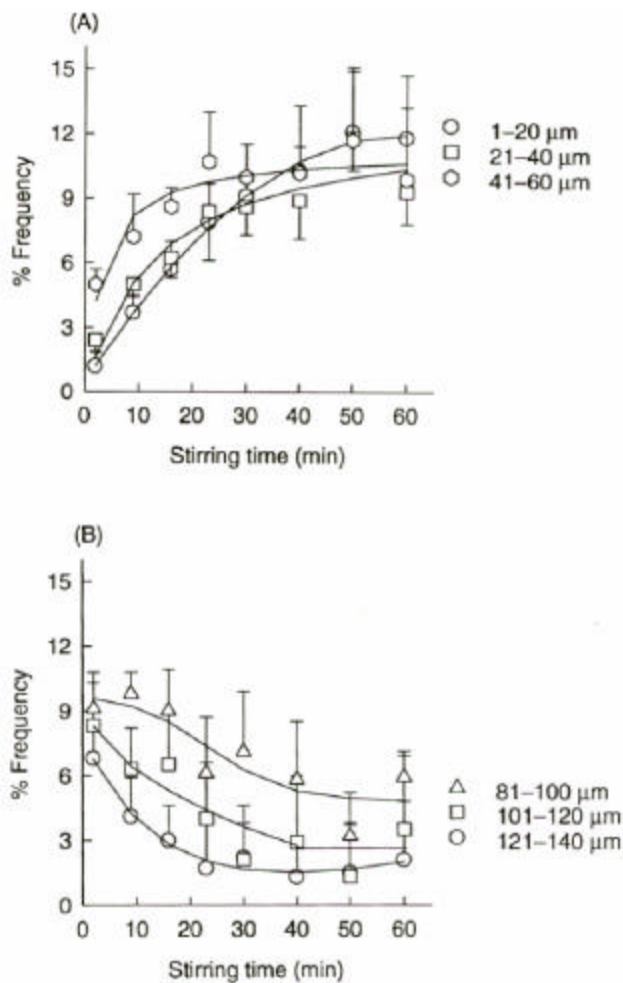 (A)
15
12
9
6
3
0
% Frequency
0 10 20 30 40 50 60
Stirring time (min)
1–20 μm
21–40 μm
41–60 μm
(B)
15
12
9
6
3
0
% Frequency
0 10 20 30 40 50 60
Stirring time (min)
81–100 μm
101–120 μm
121–140 μm